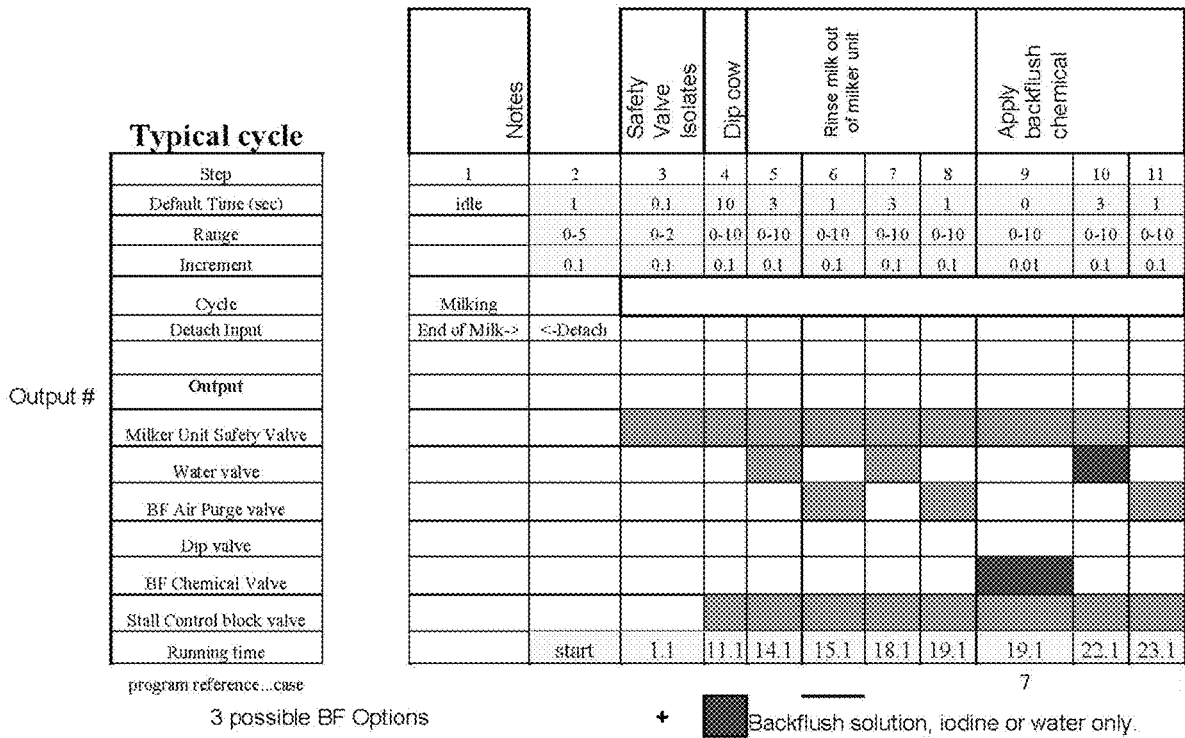 Notes
Safety
Valve
Isolates
Dip cow
Rinse milk out
of milker unit
Apply
backflush
chemical
Typical cycle
Step 1 2 3 4 5 6 7 8 9 10 11
Default Time (sec) idle 1 0.1 10 3 1 3 1 0 3 1
Range 0-5 0-2 0-10 0-10 0-10 0-10 0-10 0-10 0-10 0-10
Increment 0.1 0.1 0.1 0.1 0.1 0.1 0.1 0.01 0.1 0.1
Cycle Milking
Detach Input End of Milk-> <-Detach
Output #
Output
Milker Unit Safety Valve
Water valve
BF Air Purge valve
Dip valve
BF Chemical Valve
Stall Control block valve
Running time start 1.1 11.1 14.1 15.1 18.1 19.1 19.1 22.1 23.1
program reference...case 7
3 possible BF Options + Backflush solution, iodine or water only.